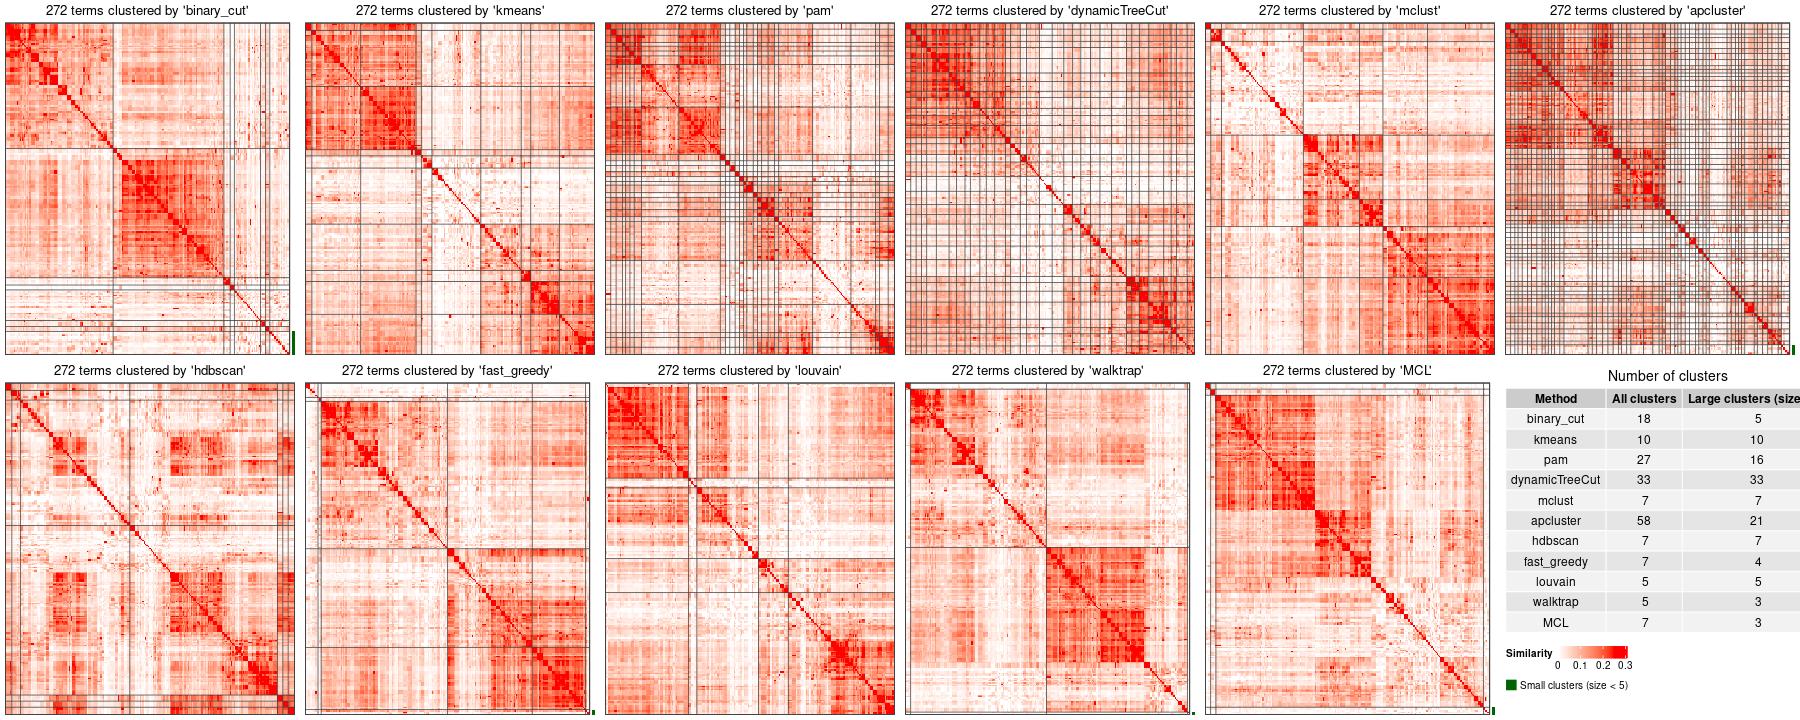 272 terms clustered by 'binary_cut'
272 terms clustered by 'kmeans'
272 terms clustered by 'pam'
272 terms clustered by 'dynamicTreeCut'
272 terms clustered by 'mclust'
272 terms clustered by 'apcluster'
272 terms clustered by 'hdbscan'
272 terms clustered by 'fast_greedy'
272 terms clustered by 'louvain'
272 terms clustered by 'walktrap'
272 terms clustered by 'MCL'
Number of clusters
Method All clusters Large clusters (size
binary_cut 18 5
kmeans 10 10
pam 27 16
dynamicTreeCut 33 33
mclust 7 7
apcluster 58 21
hdbscan 7 7
fast_greedy 7 4
louvain 5 5
walktrap 5 3
MCL 7 3
Similarity
0 0.1 0.2 0.3
Small clusters (size < 5)